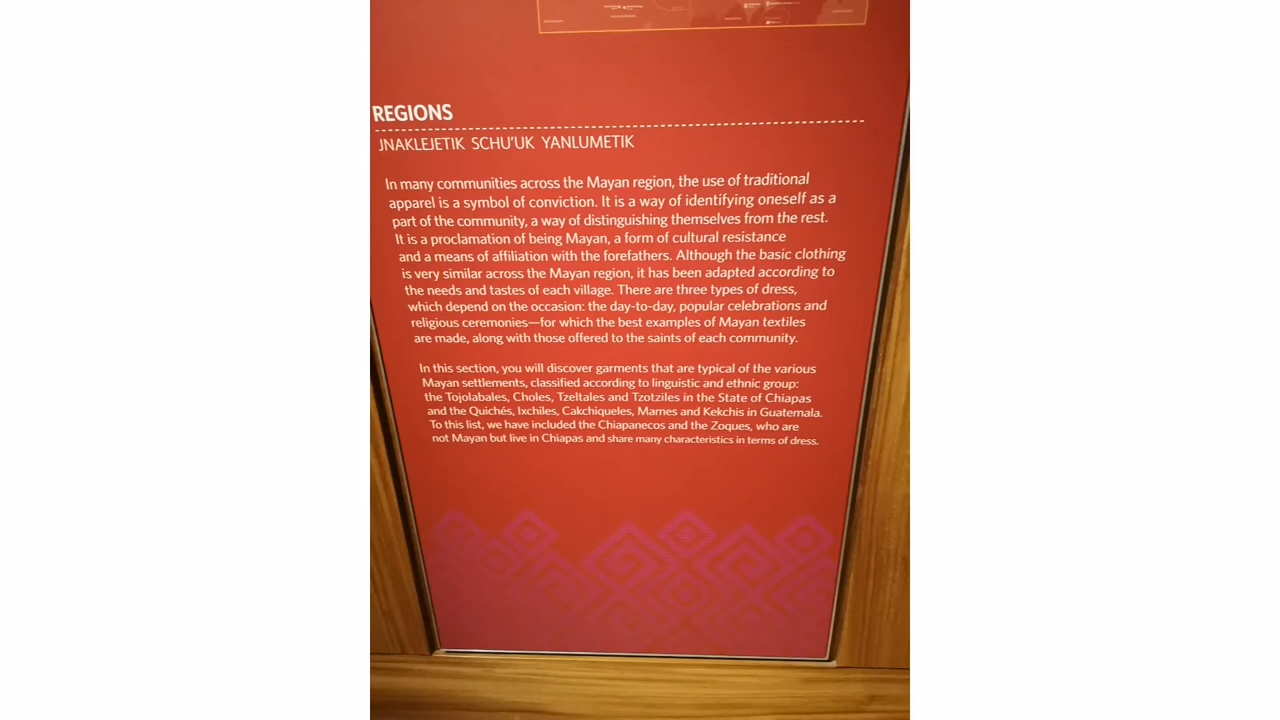 REGIONS
JNAKLEJETIK SCHU'UK YANLUMETIK
In many communities across the Mayan region, the use of traditional
apparel is a symbol of conviction. It is a way of identifying oneself as a
part of the community, a way of distinguishing themselves from the rest.
It is a proclamation of being Mayan, a form of cultural resistance
and a means of affiliation with the forefathers. Although the basic clothing
is very similar across the Mayan region, it has been adapted according to
the needs and tastes of each village. There are three types of dress,
which depend on the occasion: the day-to-day, popular celebrations and
religious ceremonies—for which the best examples of Mayan textiles
are made, along with those offered to the saints of each community.
In this section, you will discover garments that are typical of the various
Mayan settlements, classified according to linguistic and ethnic group:
the Tojolabales, Choles, Tzeltales and Tzotziles in the State of Chiapas
and the Quichés, Ixchiles, Cakchiqueles, Mames and Kekchis in Guatemala.
To this list, we have included the Chiapanecos and the Zoques, who are
not Mayan but live in Chiapas and share many characteristics in terms of dress.